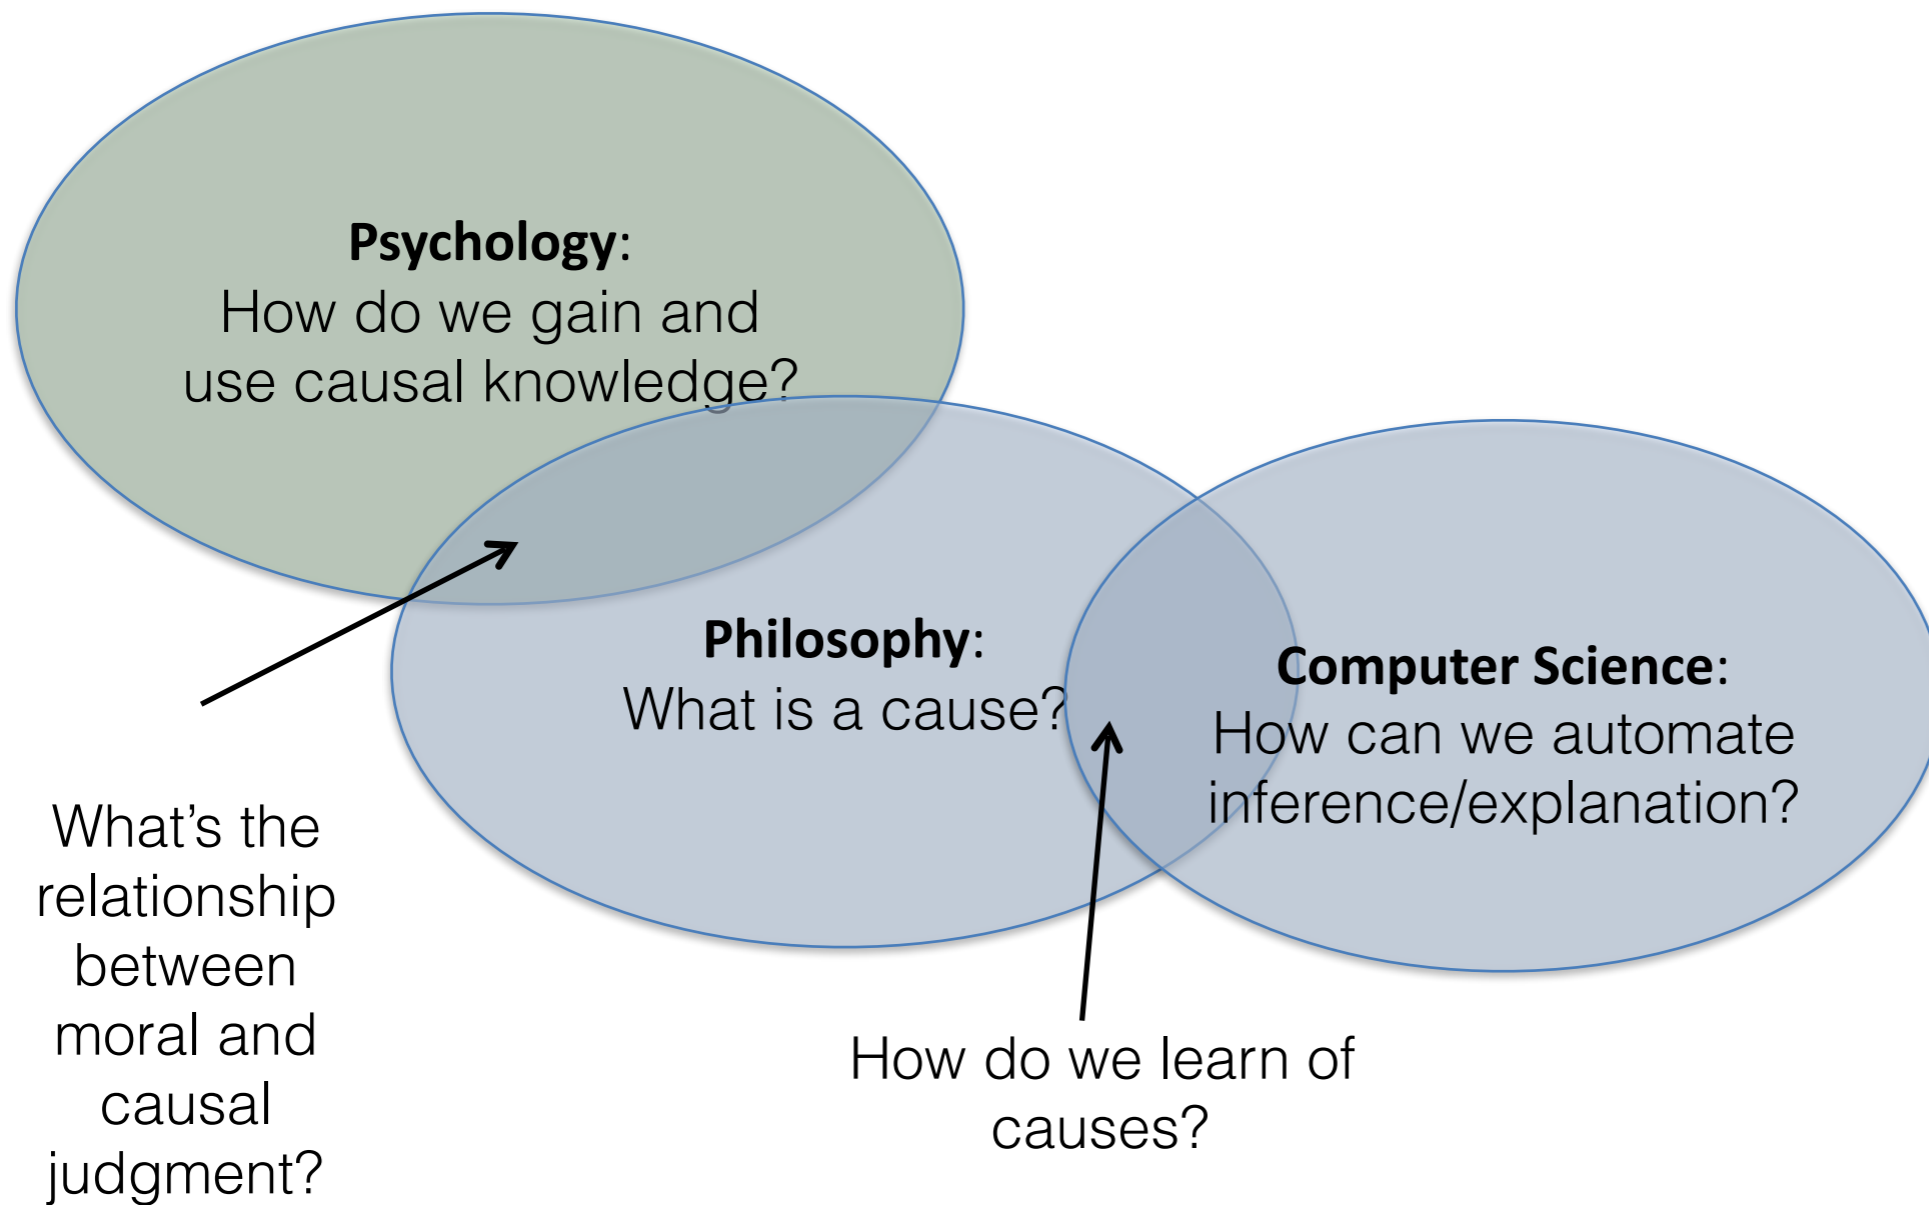 Psychology:
How do we gain and
use causal knowledge?
Philosophy:
What is a cause?
Computer Science:
How can we automate
inference/explanation?
What’s the
relationship
between
moral and
causal
judgment?
How do we learn of
causes?